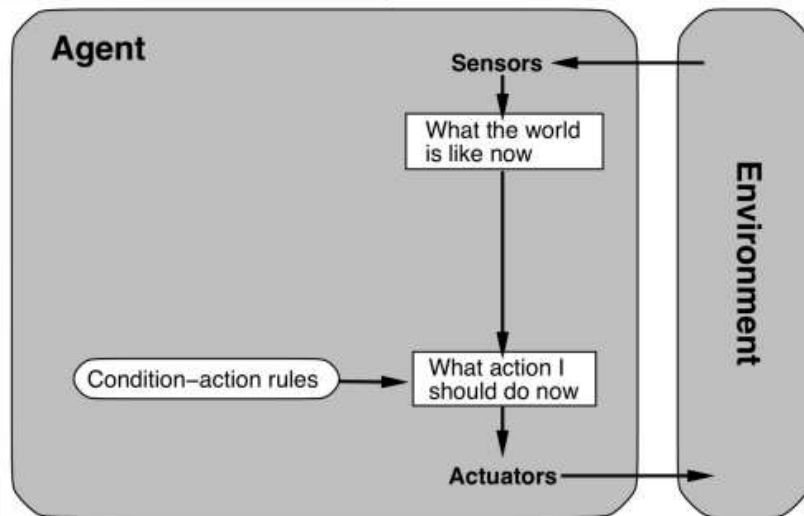 Agent
Sensors
What the world
is like now
Environment
Condition–action rules
What action I
should do now
Actuators